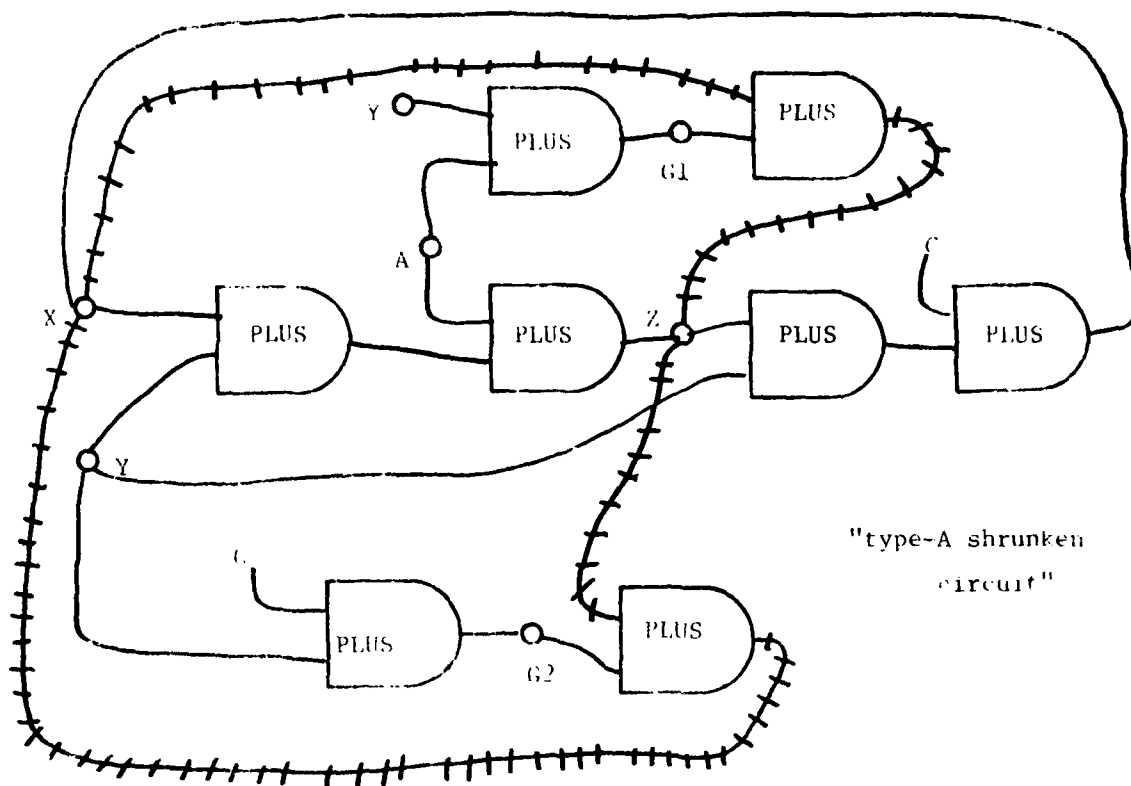 PLUS
Y
PLUS
G1
A
C
X
PLUS
PLUS
Z
PLUS
PLUS
Y
"type-A shrunken
circuit"
PLUS
PLUS
G2